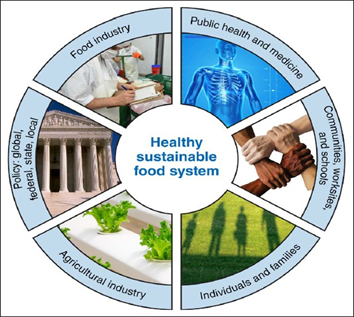 Food industry
Public health and medicine
Communities, worksites,
and schools
Individuals and families
Agricultural industry
Policy: global,
federal, state, local
Healthy
sustainable
food system